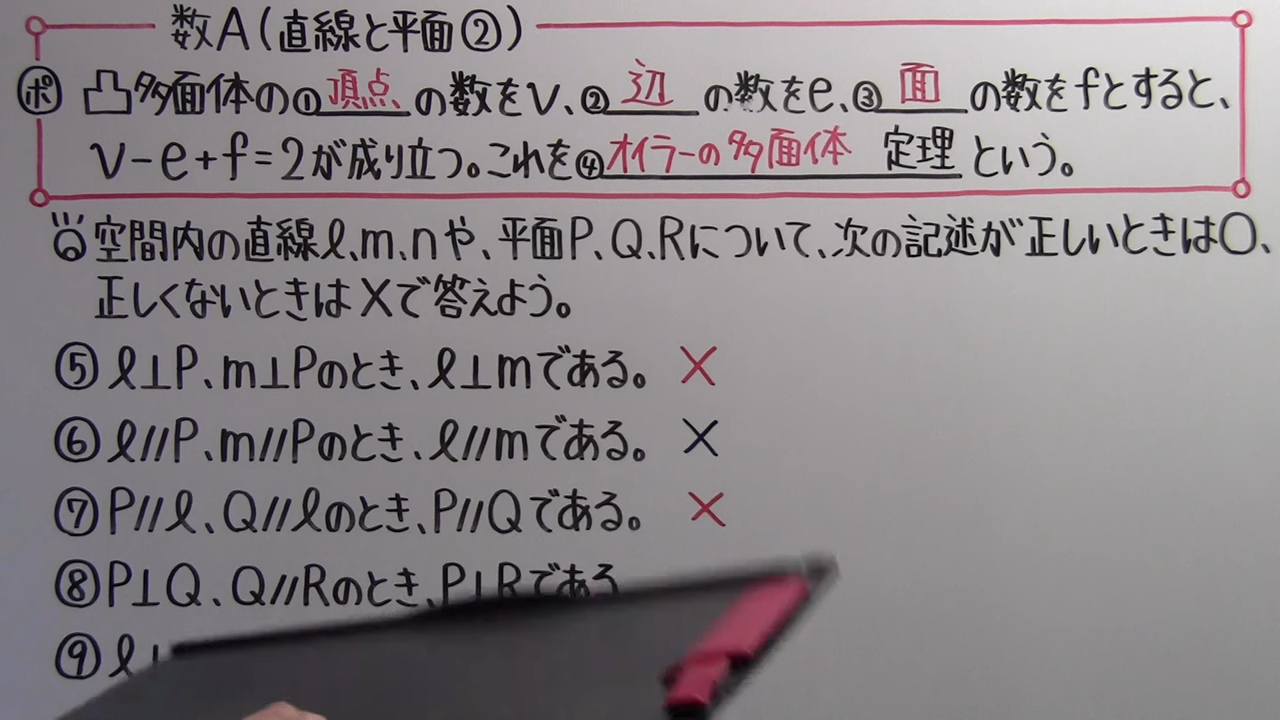 数A(直線と平面②)
ポ 凸多面体の①頂点の数をv、②辺の数をe、③面の数をfとすると、
v-e+f=2が成り立つ。これを④オイラーの多面体 定理という。
空間内の直線ℓ、m、nや、平面P、Q、Rについて、次の記述が正しいときは○、
正しくないときは×で答えよう。
⑤ℓ⊥P、m⊥Pのとき、ℓ⊥mである。 ×
⑥ℓ//P、m//Pのとき、ℓ//mである。 ×
⑦P//ℓ、Q//ℓのとき、P//Qである。 ×
⑧P⊥Q、Q//Rのとき、P⊥Rである
⑨ℓ